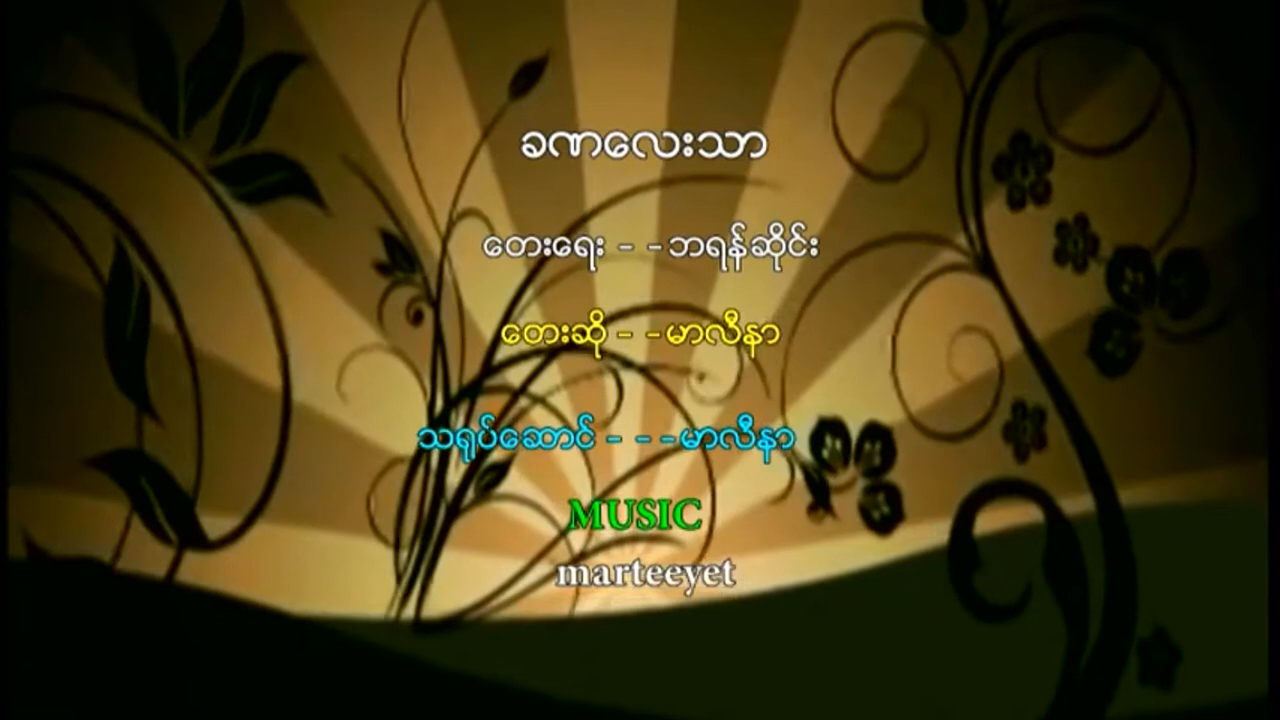 ခဏလေးသာ
တေးရေး - -ဘရန်ဆိုင်း
တေးဆို - -မာလီနာ
သရုပ်ဆောင် - - -မာလီနာ
MUSIC
marteeyet